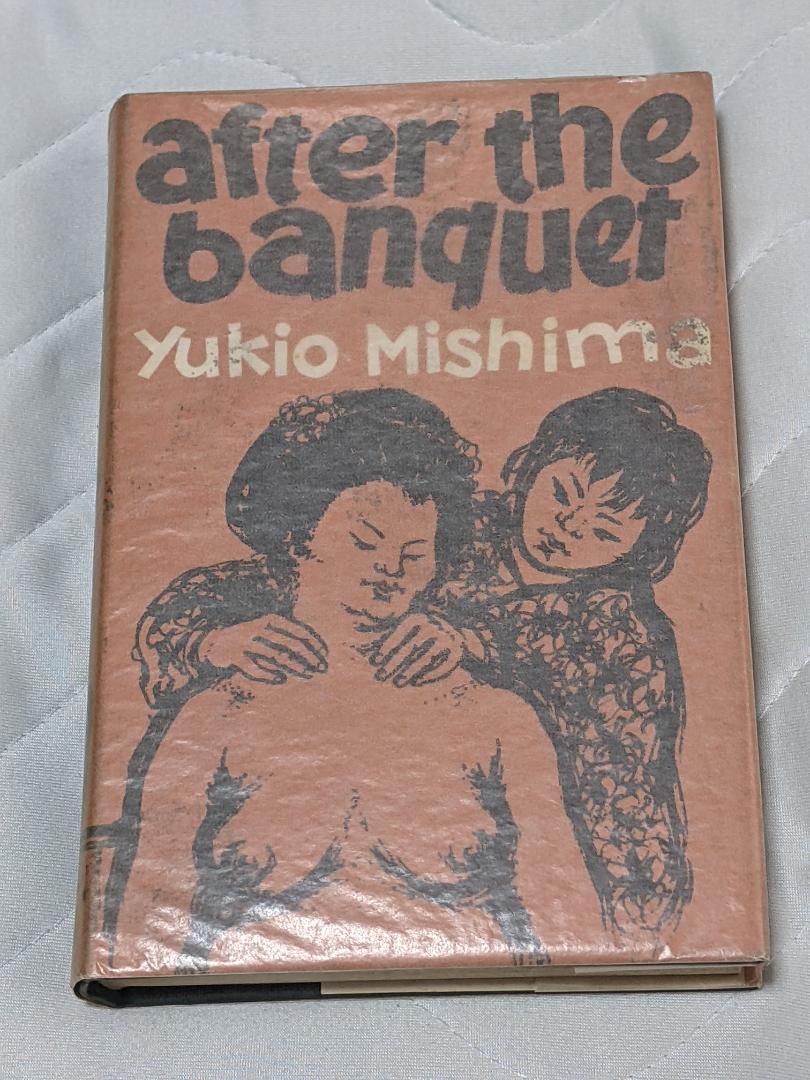 after the
banquet
Yukio Mishima